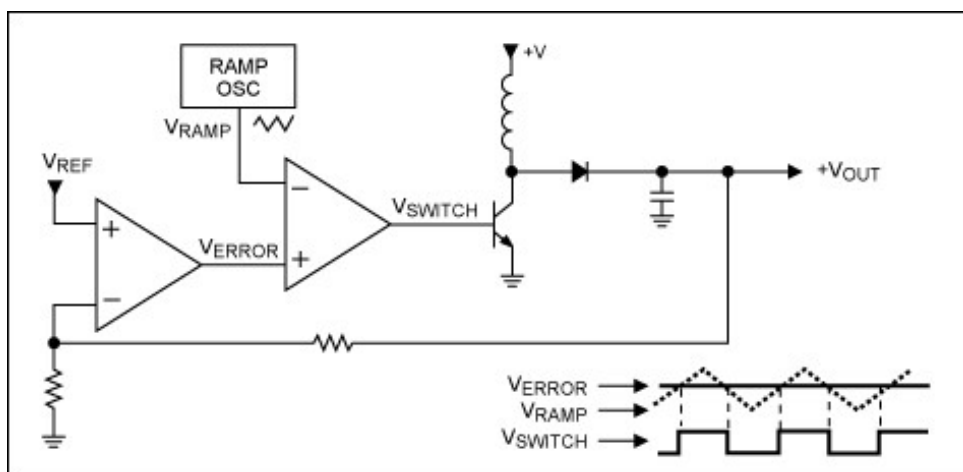 RAMP
OSC
+V
VRAMP
VREF
+VOUT
VSWITCH
+
−
VERROR
−
+
VERROR
VRAMP
VSWITCH